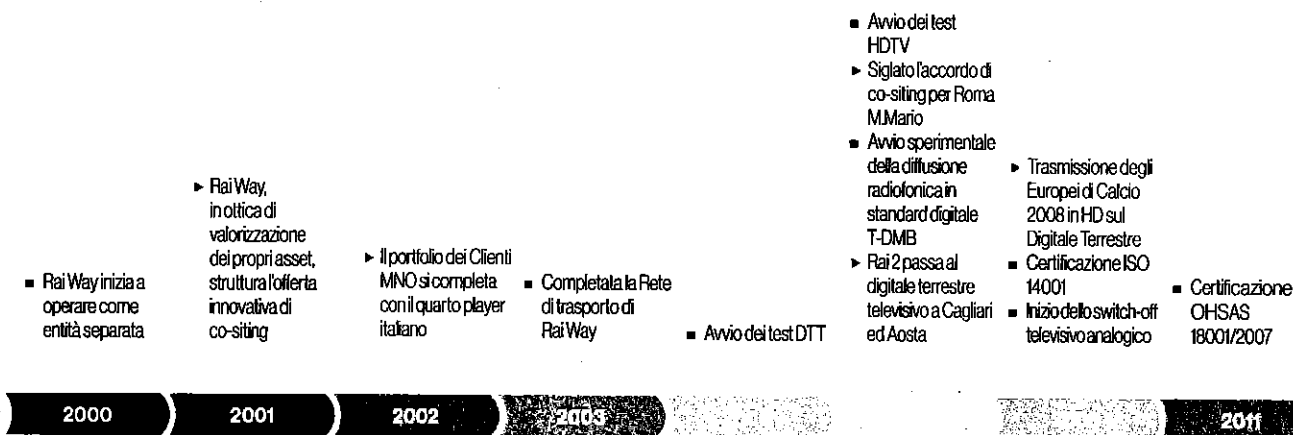 ■ Rai Way inizia a
operare come
entità separata
► Rai Way,
in ottica di
valorizzazione
dei propri asset,
struttura l'offerta
innovativa di
co-siting
► Il portfolio dei Clienti
MNO si completa
con il quarto player
italiano
■ Completata la Rete
di trasporto di
Rai Way
■ Avvio dei test DTT
■ Avvio dei test
HDTV
► Siglato l'accordo di
co-siting per Roma
M.Mario
■ Avvio sperimentale
della diffusione
radiofonica in
standard digitale
T-DMB
► Rai 2 passa al
digitale terrestre
televisivo a Cagliari
ed Aosta
► Trasmissione degli
Europei di Calcio
2008 in HD sul
Digitale Terrestre
■ Certificazione ISO
14001
■ Inizio dello switch-off
televisivo analogico
■ Certificazione
OHSAS
18001/2007
2000
2001
2002
2003
2011